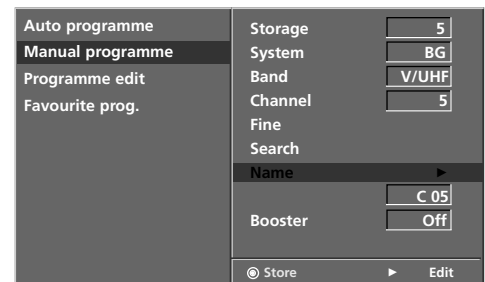 Auto programme
Manual programme
Programme edit
Favourite prog.
Storage 5
System BG
Band V/UHF
Channel 5
Fine
Search
Name ►
C 05
Booster Off
Store ► Edit